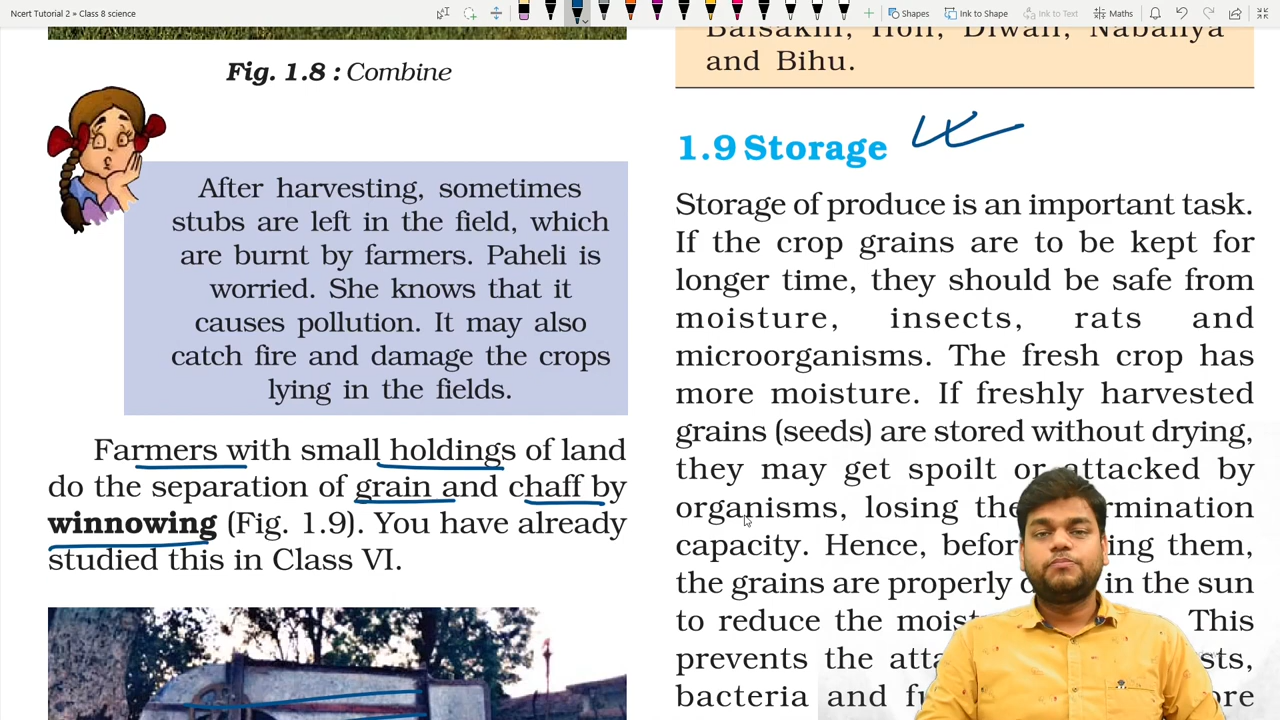 Ncert Tutorial 2 » Class 8 science
Shapes
Ink to Shape
Ink to Text
Maths
Fig. 1.8 : Combine
After harvesting, sometimes
stubs are left in the field, which
are burnt by farmers. Paheli is
worried. She knows that it
causes pollution. It may also
catch fire and damage the crops
lying in the fields.
Farmers with small holdings of land
do the separation of grain and chaff by
winnowing (Fig. 1.9). You have already
studied this in Class VI.
Baisakhi, Holi, Diwali, Nabanya
and Bihu.
1.9 Storage
Storage of produce is an important task.
If the crop grains are to be kept for
longer time, they should be safe from
moisture, insects, rats and
microorganisms. The fresh crop has
more moisture. If freshly harvested
grains (seeds) are stored without drying,
they may get spoilt or attacked by
organisms, losing
capacity. Hence, them,
the grains are properly in the sun
to reduce the This
prevents the
bacteria and